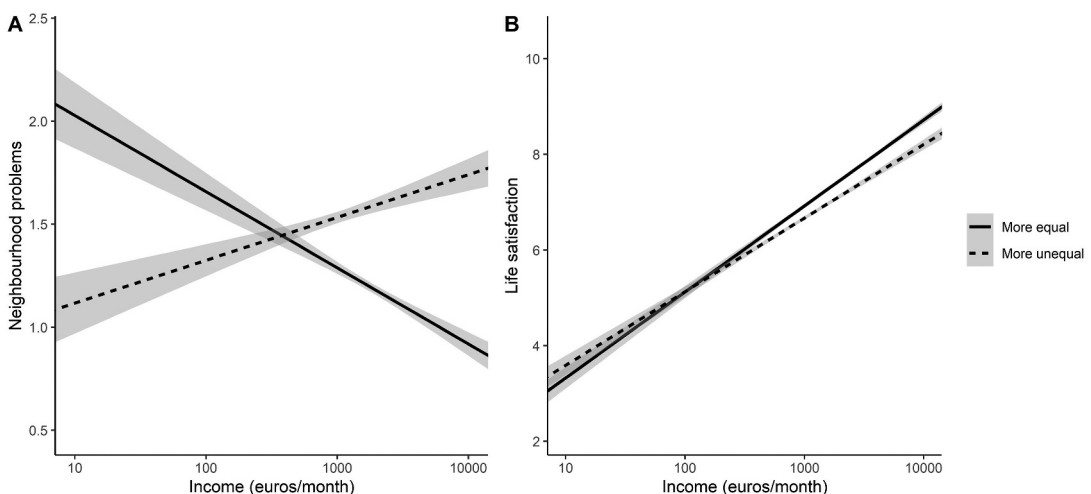 A
2.5
2.0
1.5
1.0
0.5
Neighbourhood problems
10 100 1000 10000
Income (euros/month)
B
10
8
6
4
2
Life satisfaction
10 100 1000 10000
Income (euros/month)
More equal
More unequal